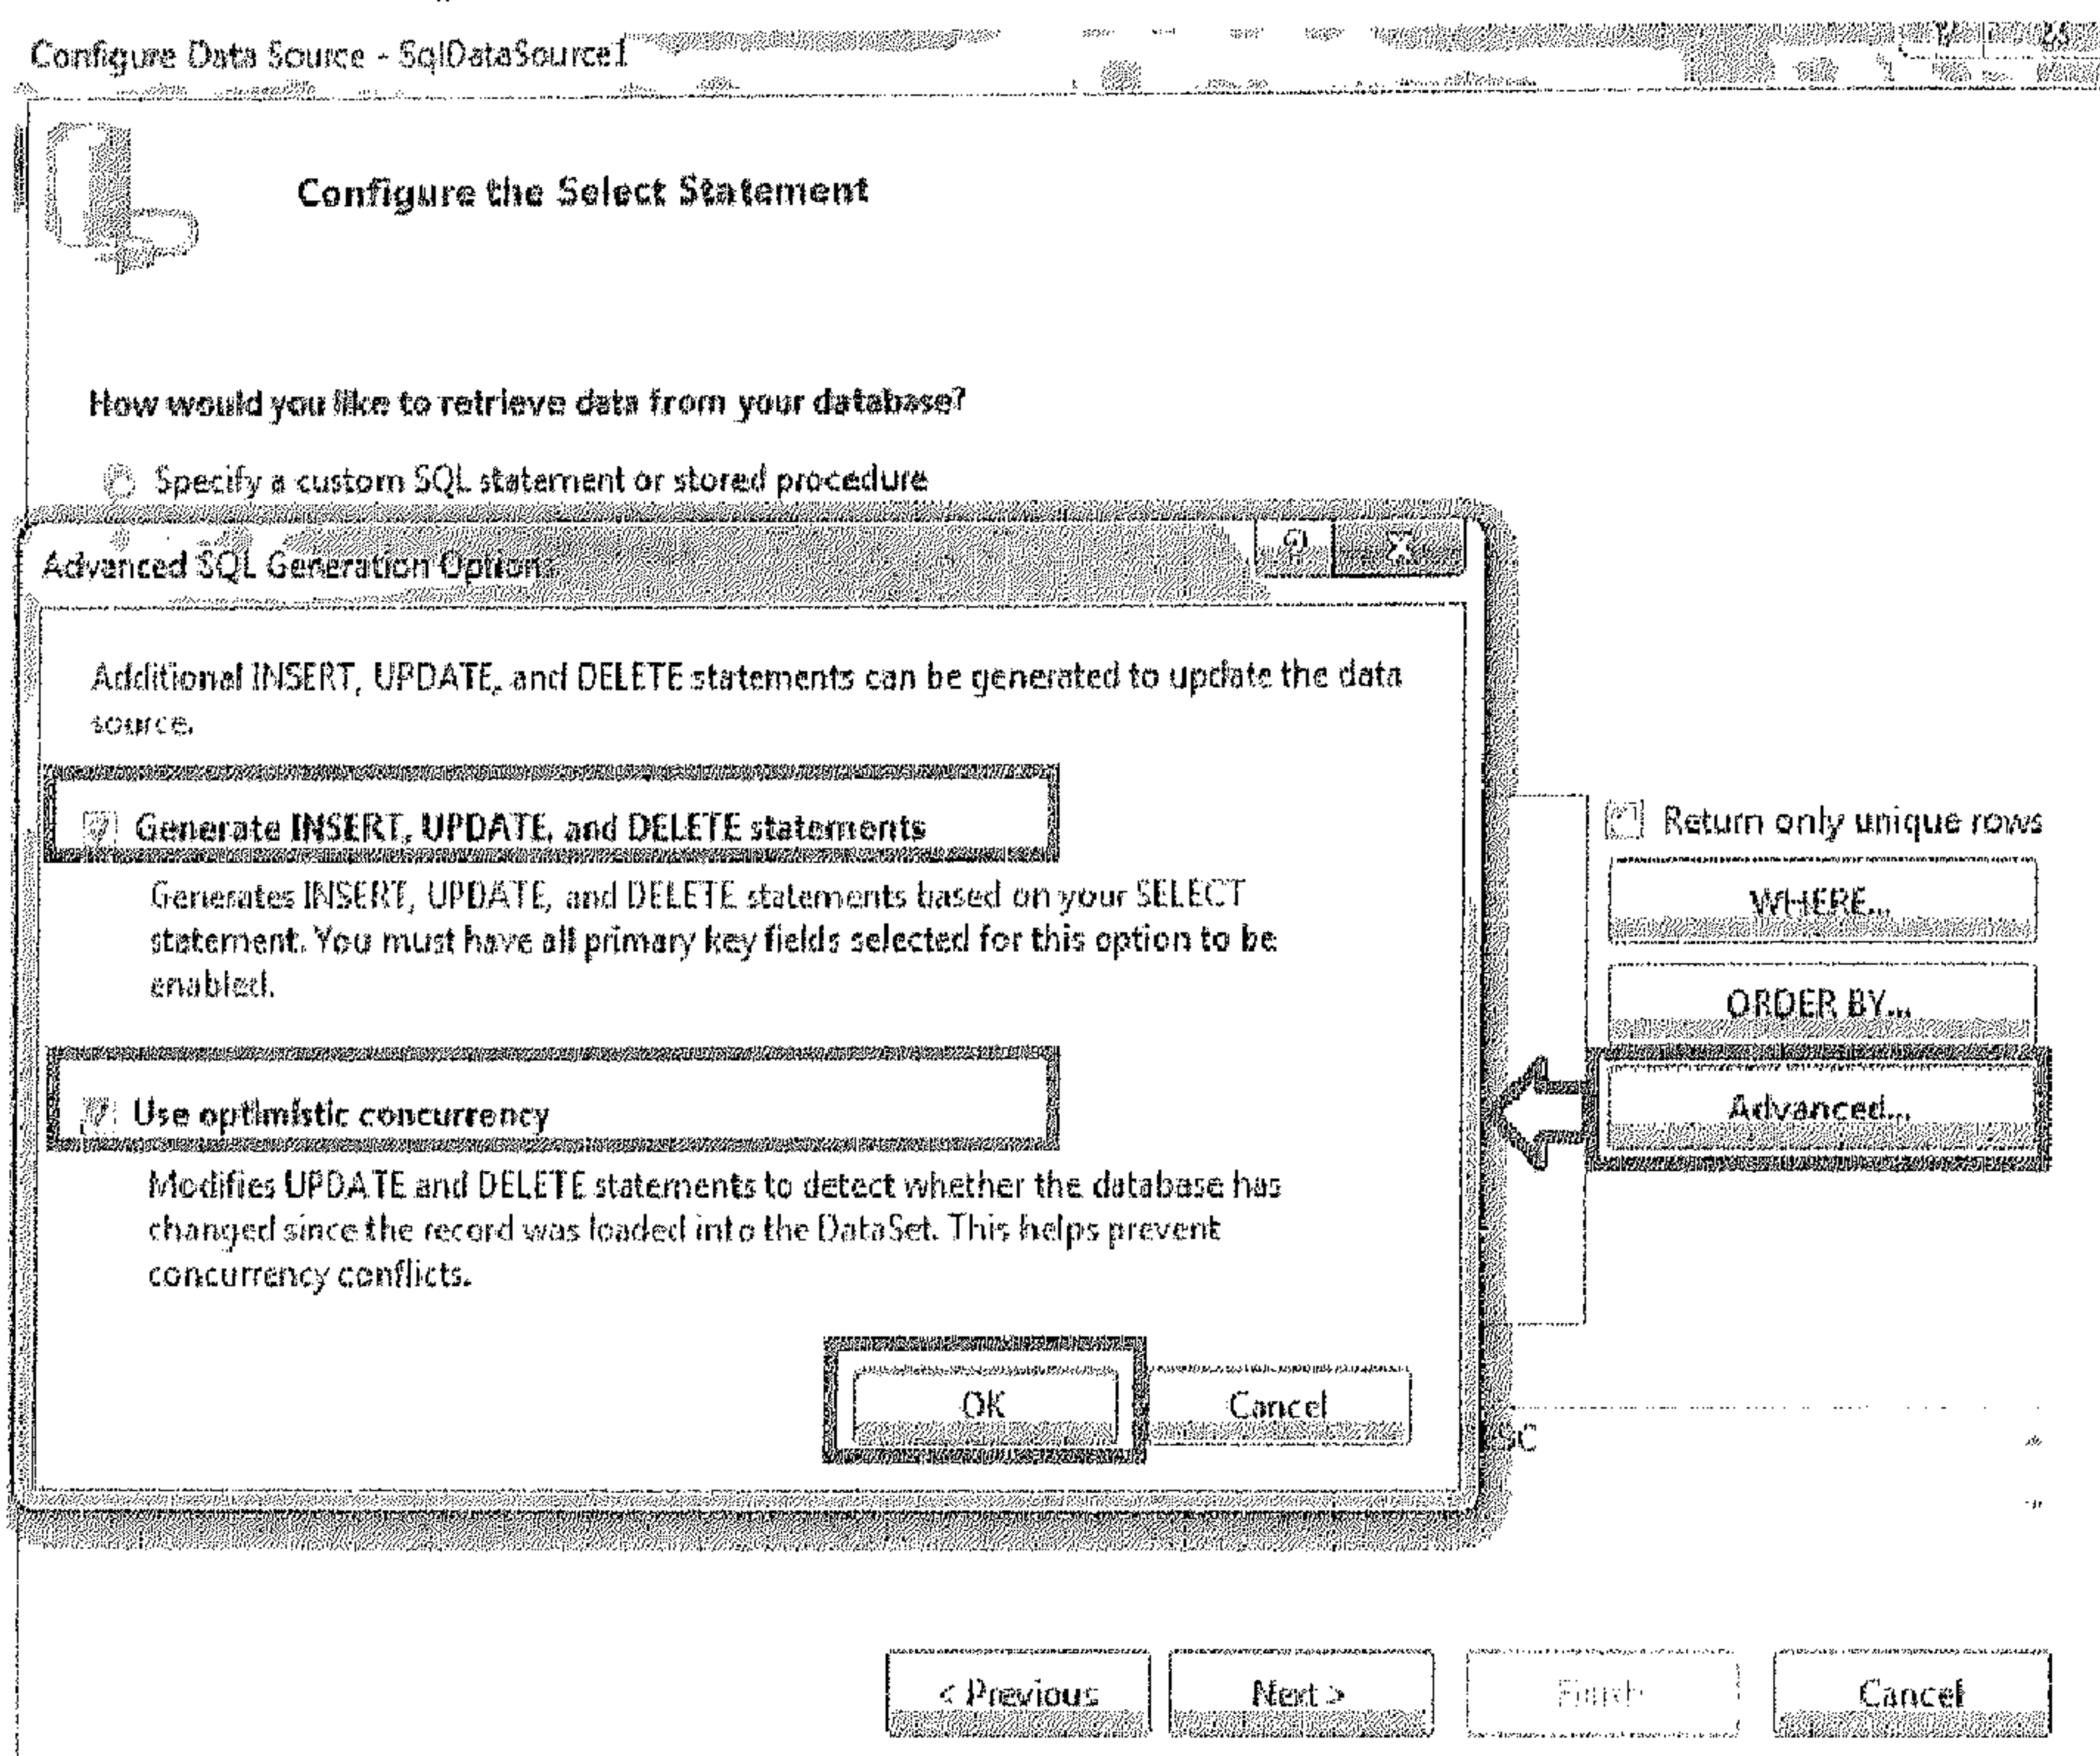 Configure Data Source - SqlDataSource1
Configure the Select Statement
How would you like to retrieve data from your database?
Specify a custom SQL statement or stored procedure
Advanced SQL Generation Options
Additional INSERT, UPDATE, and DELETE statements can be generated to update the data
source.
Generate INSERT, UPDATE, and DELETE statements
Generates INSERT, UPDATE, and DELETE statements based on your SELECT
statement. You must have all primary key fields selected for this option to be
enabled.
Use optimistic concurrency
Modifies UPDATE and DELETE statements to detect whether the database has
changed since the record was loaded into the DataSet. This helps prevent
concurrency conflicts.
OK
Cancel
Return only unique rows
WHERE...
ORDER BY...
Advanced...
SC
< Previous
Next >
Finish
Cancel